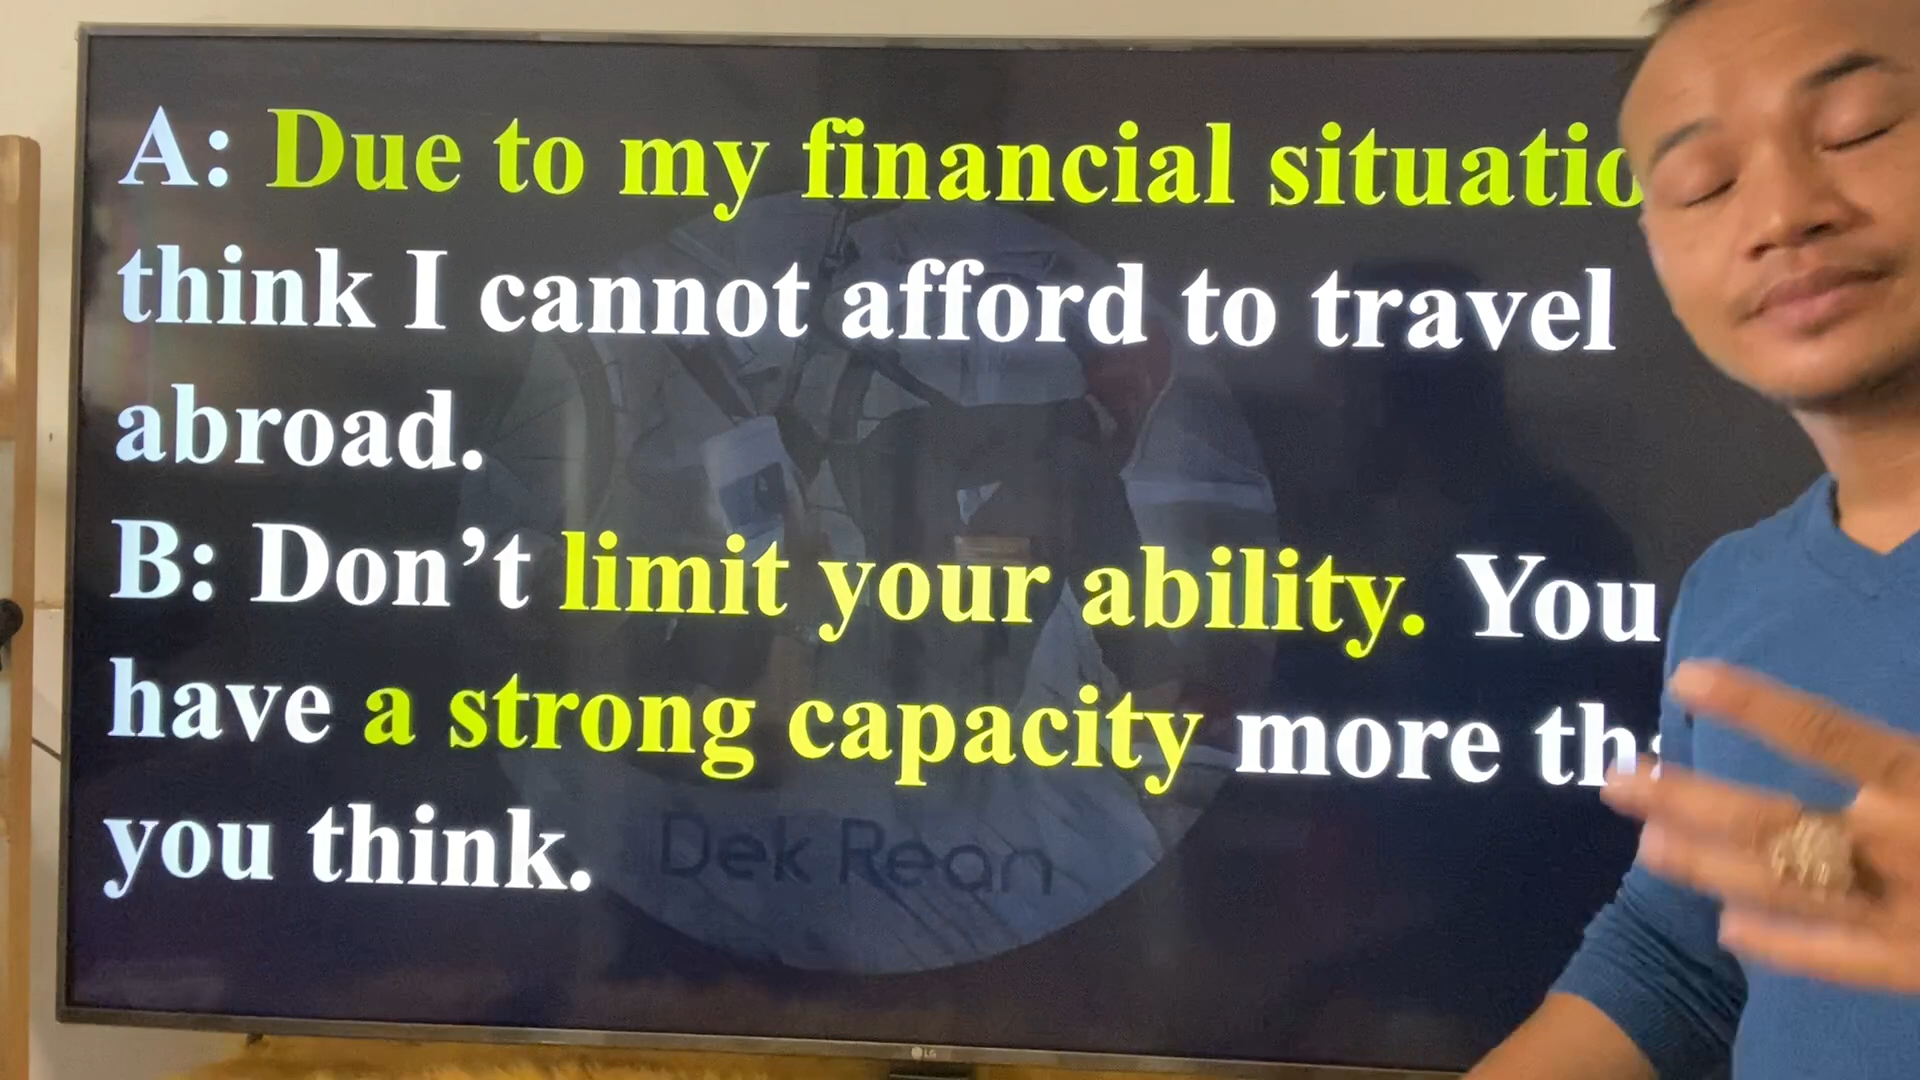 A: Due to my financial situatio
think I cannot afford to travel
abroad.
B: Don’t limit your ability. You
have a strong capacity more tha
you think.
Dek Rean
LG